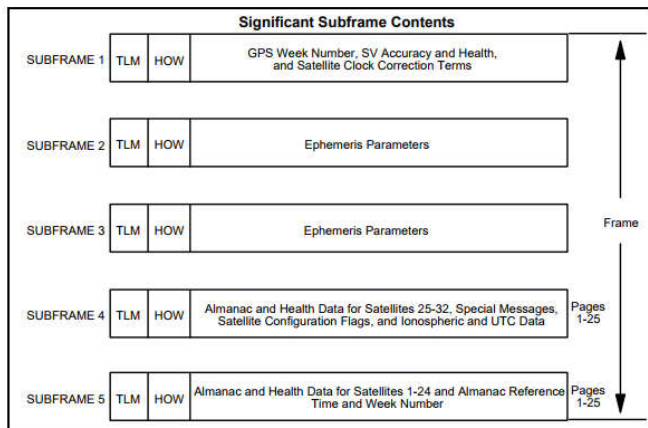 Significant Subframe Contents
SUBFRAME 1 TLM HOW GPS Week Number, SV Accuracy and Health,
and Satellite Clock Correction Terms
SUBFRAME 2 TLM HOW Ephemeris Parameters
SUBFRAME 3 TLM HOW Ephemeris Parameters
Frame
SUBFRAME 4 TLM HOW Almanac and Health Data for Satellites 25-32, Special Messages,
Satellite Configuration Flags, and Ionospheric and UTC Data
Pages
1-25
SUBFRAME 5 TLM HOW Almanac and Health Data for Satellites 1-24 and Almanac Reference
Time and Week Number
Pages
1-25